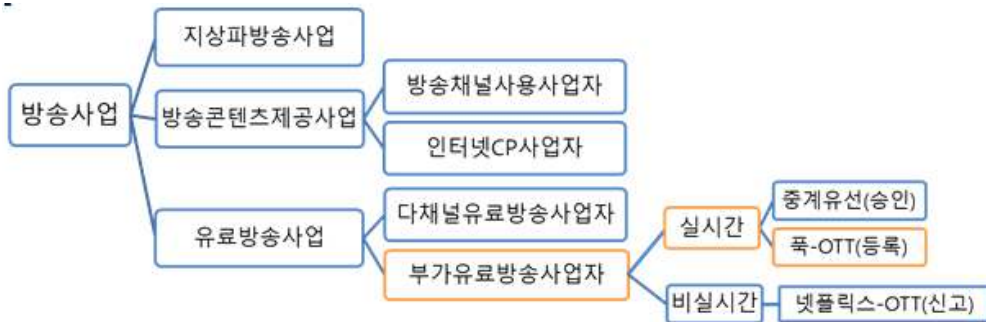 방송사업
지상파방송사업
방송콘텐츠제공사업
방송채널사용사업자
인터넷CP사업자
유료방송사업
다채널유료방송사업자
부가유료방송사업자
실시간
중계유선(승인)
푹-OTT(등록)
비실시간
넷플릭스-OTT(신고)